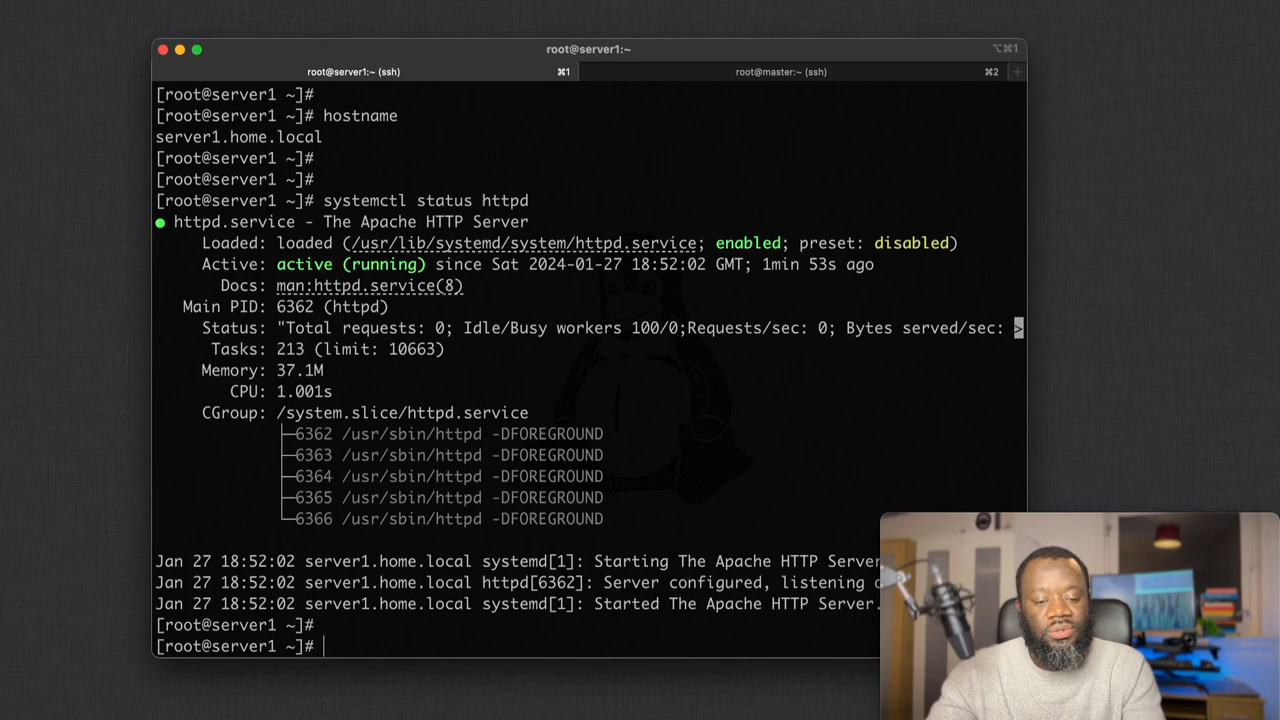 root@server1:~
⌥⌘1
root@server1:~ (ssh) ⌘1
root@master:~ (ssh) ⌘2 +
[root@server1 ~]#
[root@server1 ~]# hostname
server1.home.local
[root@server1 ~]#
[root@server1 ~]#
[root@server1 ~]# systemctl status httpd
● httpd.service - The Apache HTTP Server
Loaded: loaded (/usr/lib/systemd/system/httpd.service; enabled; preset: disabled)
Active: active (running) since Sat 2024-01-27 18:52:02 GMT; 1min 53s ago
Docs: man:httpd.service(8)
Main PID: 6362 (httpd)
Status: "Total requests: 0; Idle/Busy workers 100/0;Requests/sec: 0; Bytes served/sec: >
Tasks: 213 (limit: 10663)
Memory: 37.1M
CPU: 1.001s
CGroup: /system.slice/httpd.service
├─6362 /usr/sbin/httpd -DFOREGROUND
├─6363 /usr/sbin/httpd -DFOREGROUND
├─6364 /usr/sbin/httpd -DFOREGROUND
├─6365 /usr/sbin/httpd -DFOREGROUND
└─6366 /usr/sbin/httpd -DFOREGROUND
Jan 27 18:52:02 server1.home.local systemd[1]: Starting The Apache HTTP Server
Jan 27 18:52:02 server1.home.local httpd[6362]: Server configured, listening
Jan 27 18:52:02 server1.home.local systemd[1]: Started The Apache HTTP Server.
[root@server1 ~]#
[root@server1 ~]#